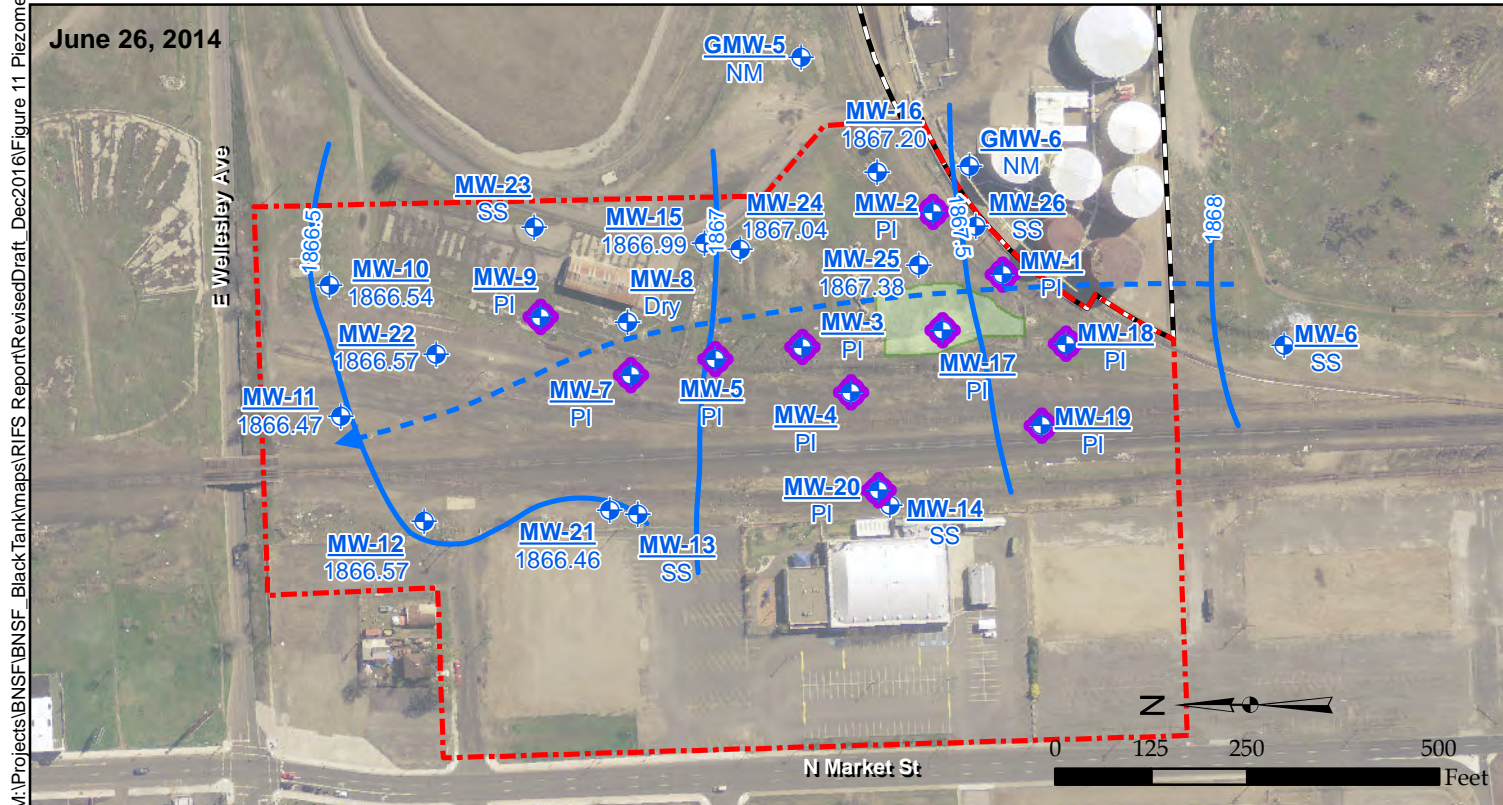 M:\Projects\BNSF\BNSF_BlackTank\maps\RIFS Report\RevisedDraft_Dec2016\Figure 11 Piezome
June 26, 2014
E Wellesley Ave
GMW-5
NM
MW-16
1867.20
GMW-6
NM
MW-23
SS
MW-15
1866.99
MW-24
1867.04
MW-2
PI
MW-26
SS
1866.5
1867
1867.5
1868
MW-10
1866.54
MW-9
PI
MW-8
Dry
MW-25
1867.38
MW-1
PI
MW-22
1866.57
MW-3
PI
MW-18
PI
MW-6
SS
MW-11
1866.47
MW-7
PI
MW-5
PI
MW-4
PI
MW-17
PI
MW-19
PI
MW-20
PI
MW-14
SS
MW-12
1866.57
MW-21
1866.46
MW-13
SS
N
0 125 250 500
Feet
N Market St